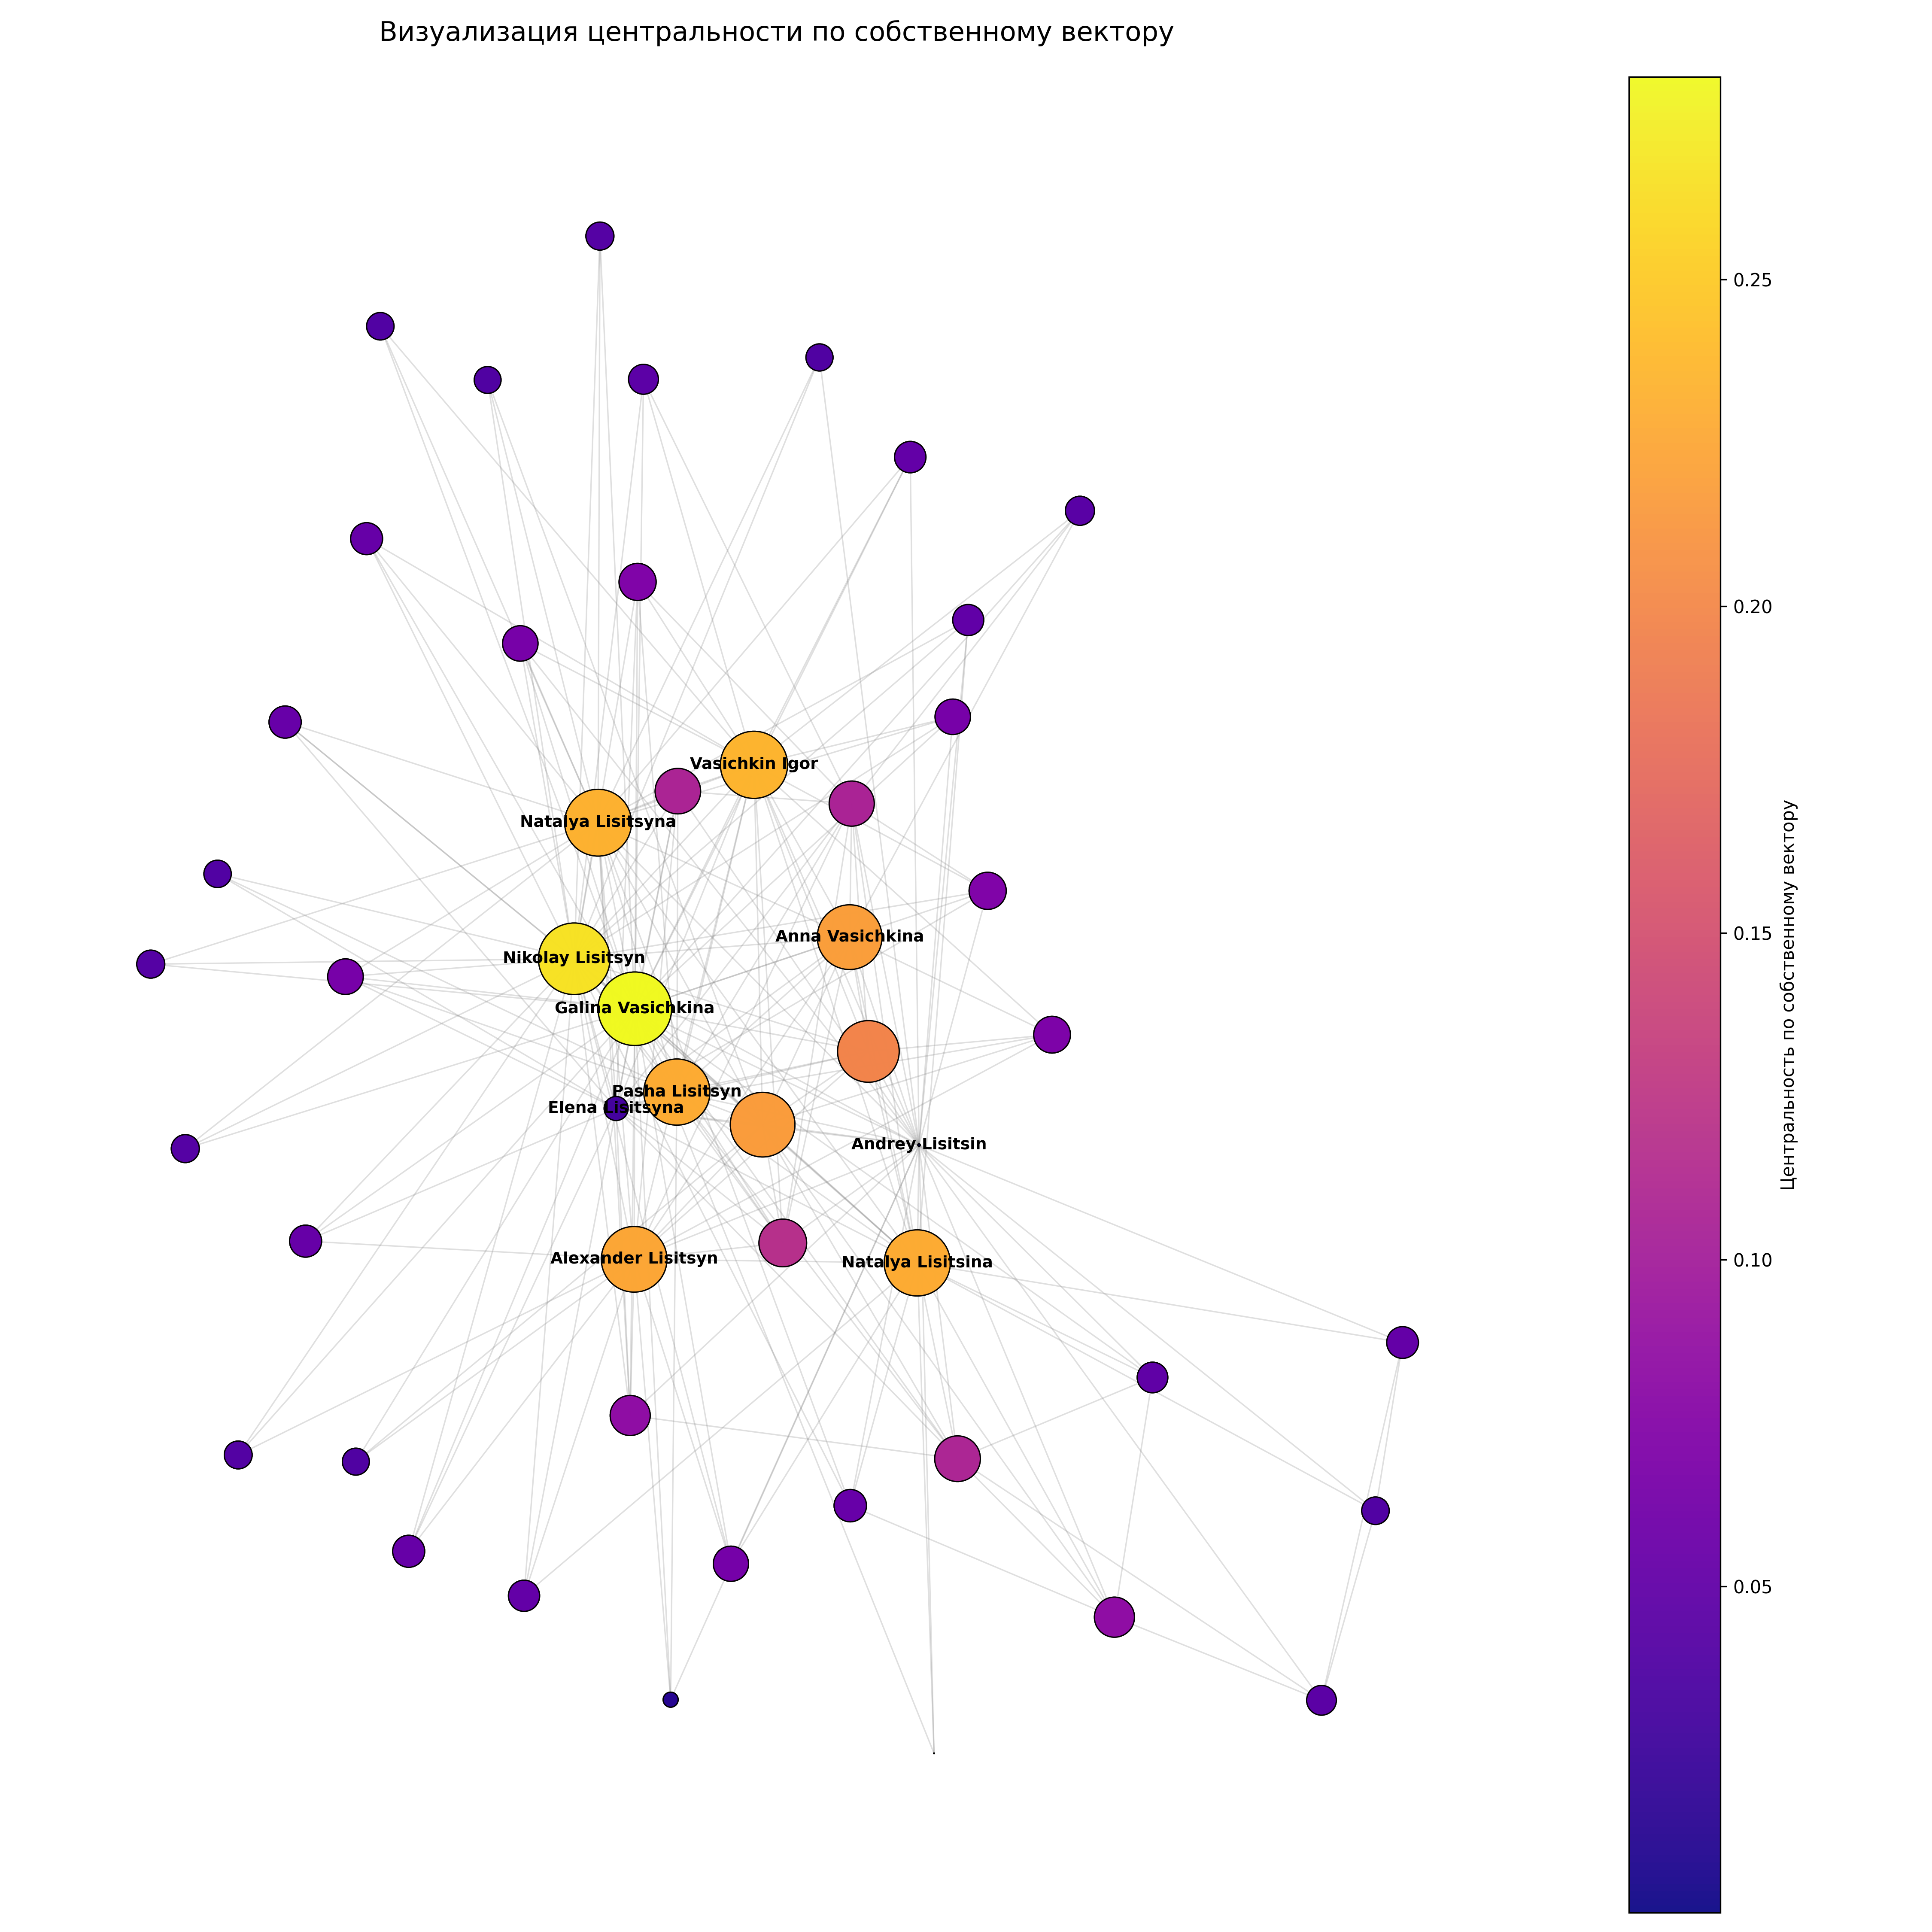 Визуализация центральности по собственному вектору
Vasichkin Igor
Natalya Lisitsyna
Anna Vasichkina
Nikolay Lisitsyn
Galina Vasichkina
Pasha Lisitsyn
Elena Lisitsyna
Andrey Lisitsin
Alexander Lisitsyn
Natalya Lisitsina
0.25
0.20
0.15
0.10
0.05
Центральность по собственному вектору